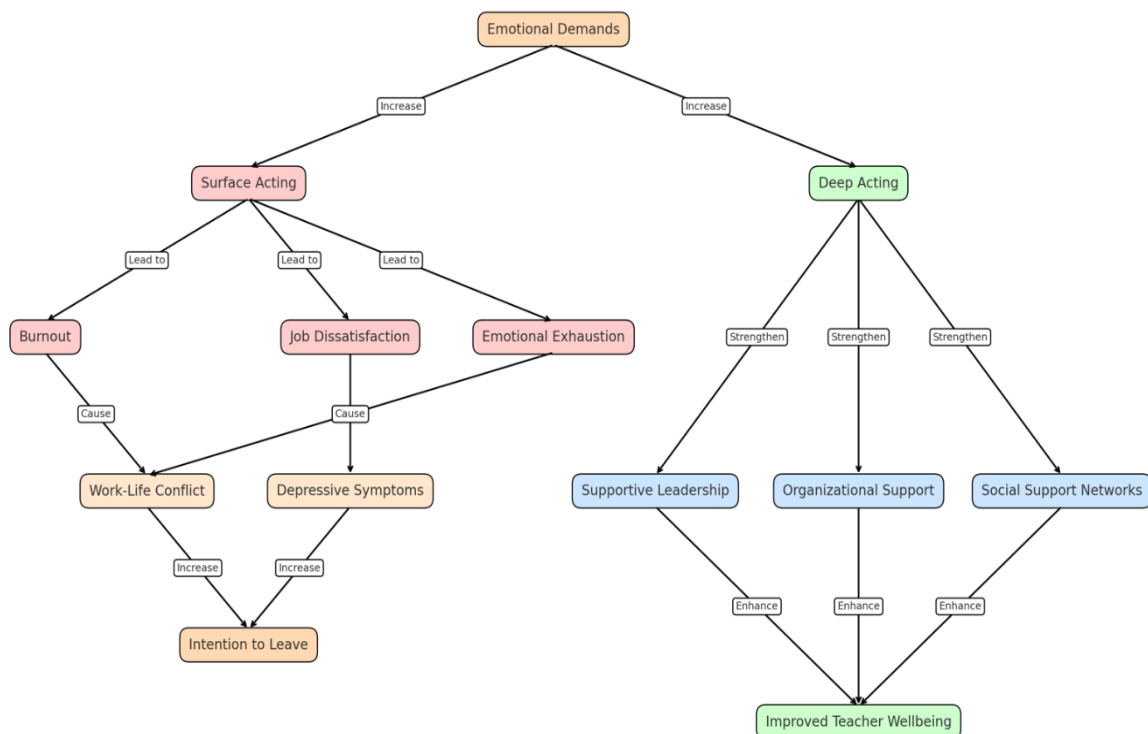 Emotional Demands
Increase
Increase
Surface Acting
Deep Acting
Lead to
Lead to
Lead to
Burnout
Job Dissatisfaction
Emotional Exhaustion
Strengthen
Strengthen
Strengthen
Cause
Cause
Work-Life Conflict
Depressive Symptoms
Supportive Leadership
Organizational Support
Social Support Networks
Increase
Increase
Enhance
Enhance
Enhance
Intention to Leave
Improved Teacher Wellbeing